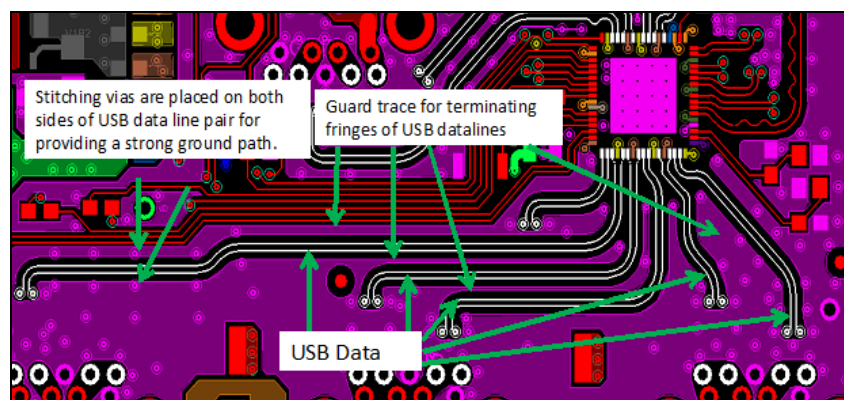 Stitching vias are placed on both
sides of USB data line pair for
providing a strong ground path.
Guard trace for terminating
fringes of USB datalines
USB Data